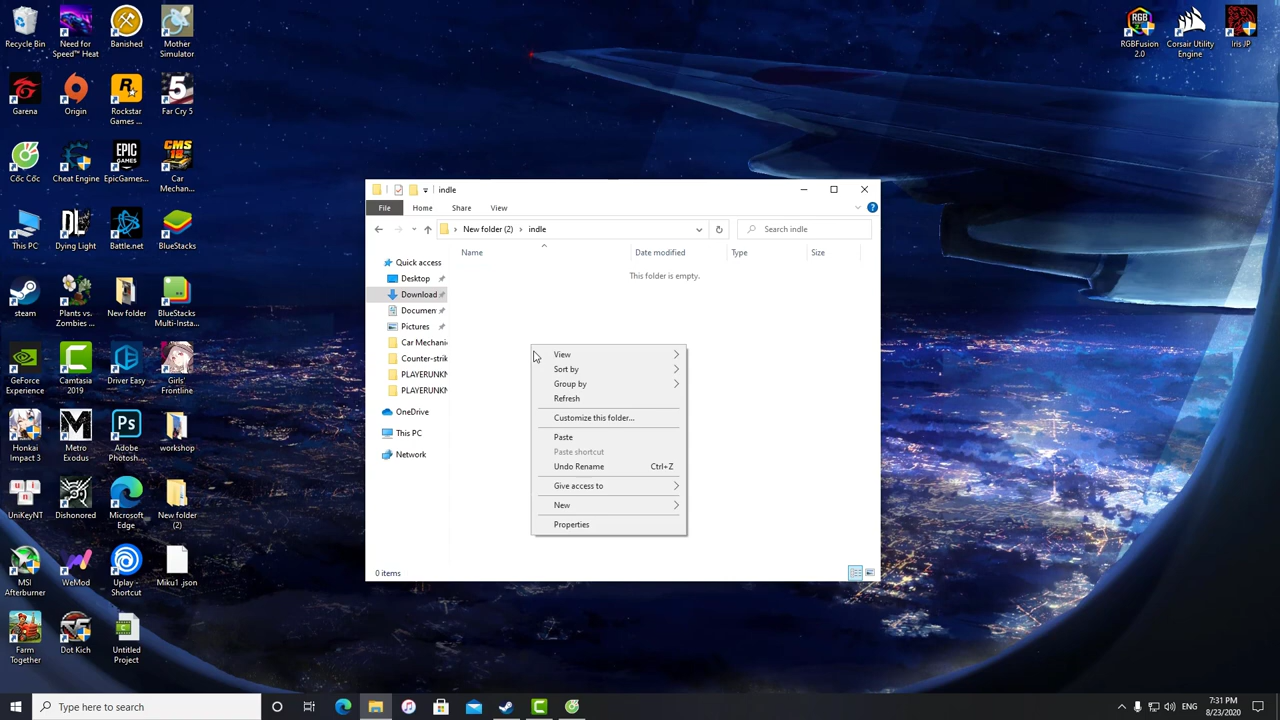 Recycle Bin
Need for
Speed™ Heat
Banished
Mother
Simulator
RGBFusion
2.0
Corsair Utility
Engine
Iris JP
Garena
Origin
Rockstar
Games ...
Far Cry 5
Cốc Cốc
Cheat Engine
EpicGames...
Car
Mechan...
This PC
Dying Light
Battle.net
BlueStacks
steam
Plants vs.
Zombies ...
New folder
BlueStacks
Multi-Insta...
GeForce
Experience
Camtasia
2019
Driver Easy
Girls'
Frontline
Honkai
Impact 3
Metro
Exodus
Adobe
Photosh...
workshop
UniKeyNT
Dishonored
Microsoft
Edge
New folder
(2)
MSI
Afterburner
WeMod
Uplay -
Shortcut
Miku1 .json
Farm
Together
Dot Kich
Untitled
Project
indle
File
Home
Share
View
New folder (2)
indle
Search indle
Name
Date modified
Type
Size
This folder is empty.
Quick access
Desktop
Download
Documen
Pictures
Car Mechani
Counter-strik
PLAYERUNKN
PLAYERUNKN
OneDrive
This PC
Network
View
Sort by
Group by
Refresh
Customize this folder...
Paste
Paste shortcut
Undo Rename Ctrl+Z
Give access to
New
Properties
0 items
Type here to search
ENG
7:31 PM
8/23/2020